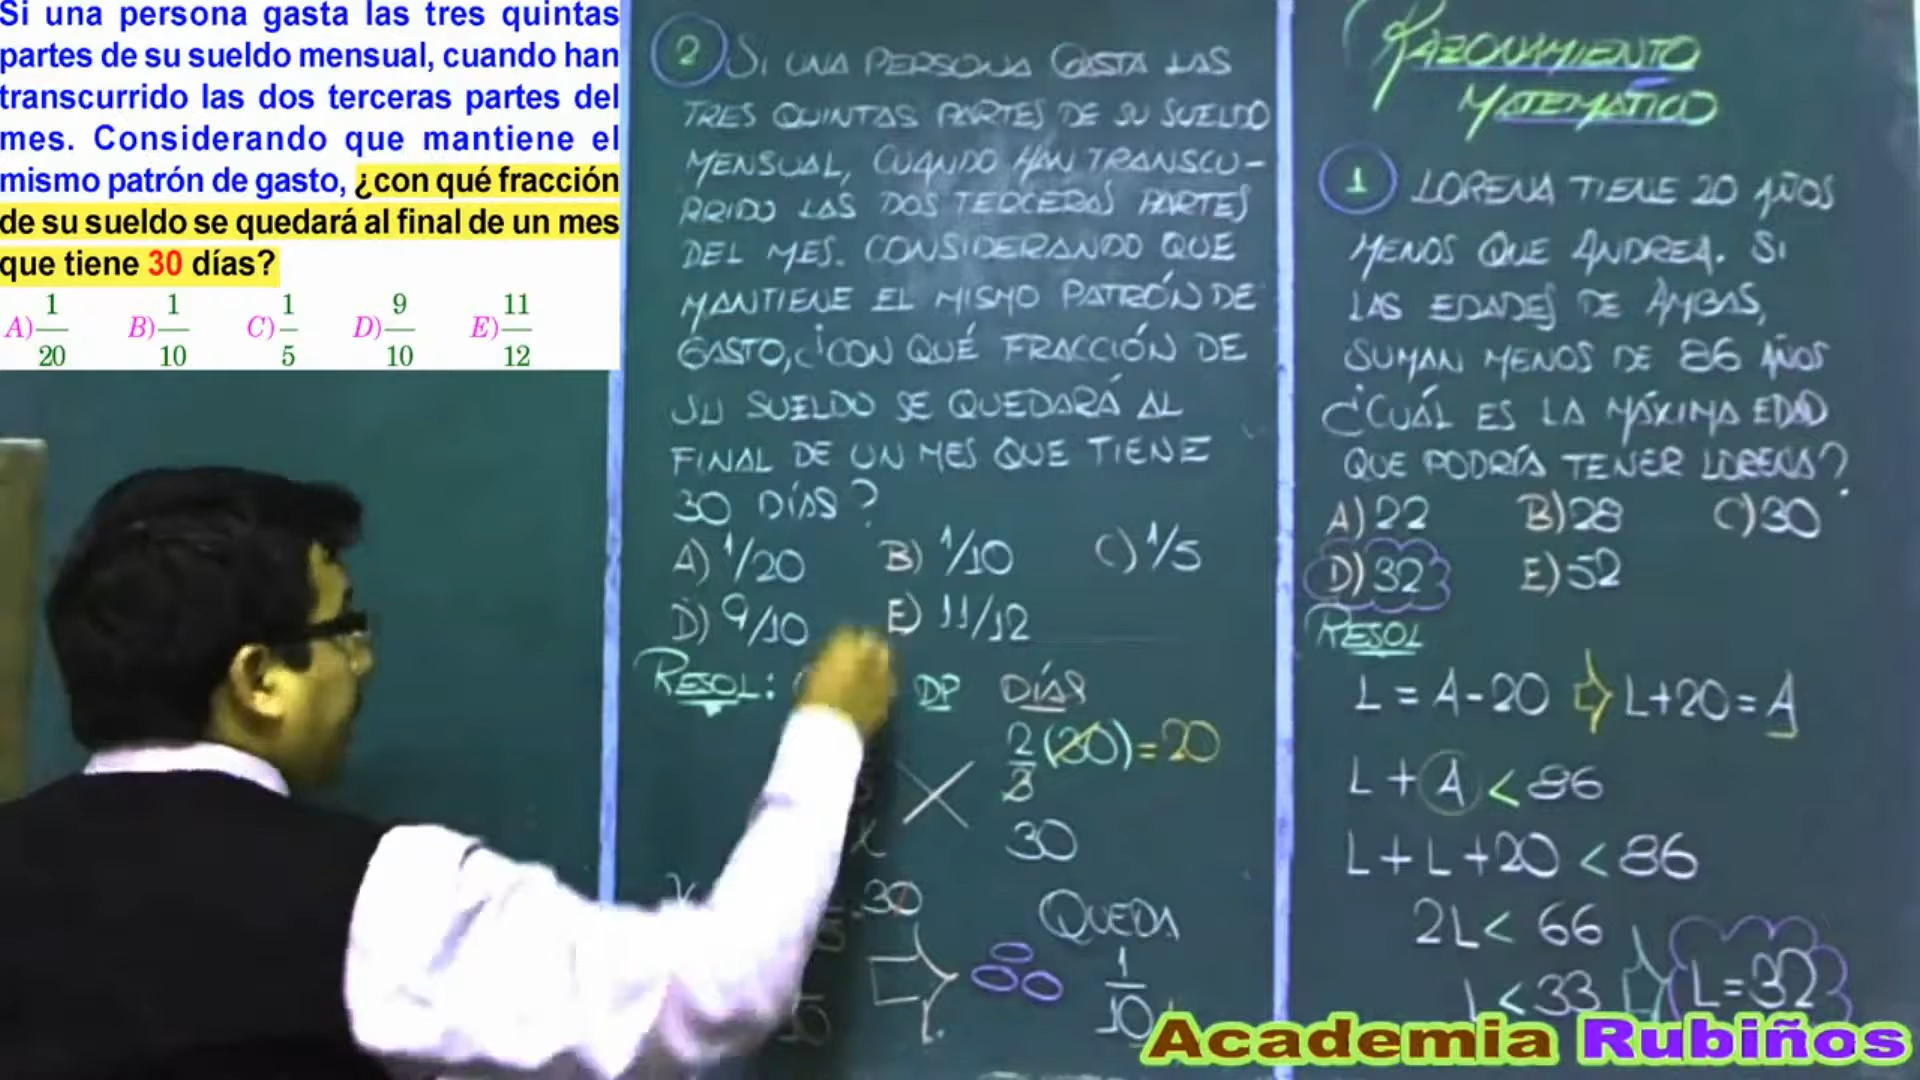 Si una persona gasta las tres quintas
partes de su sueldo mensual, cuando han
transcurrido las dos terceras partes del
mes. Considerando que mantiene el
mismo patrón de gasto, ¿con qué fracción
de su sueldo se quedará al final de un mes
que tiene 30 días?
A) 1/20 B) 1/10 C) 1/5 D) 9/10 E) 11/12
2 SI UNA PERSONA GASTA LAS
TRES QUINTAS PARTES DE SU SUELDO
MENSUAL, CUANDO HAN TRANSCU-
RRIDO LAS DOS TERCERAS PARTES
DEL MES. CONSIDERANDO QUE
MANTIENE EL MISMO PATRÓN DE
GASTO, ¿CON QUÉ FRACCIÓN DE
SU SUELDO SE QUEDARÁ AL
FINAL DE UN MES QUE TIENE
30 DÍAS?
A) 1/20 B) 1/10 C) 1/5
D) 9/10 E) 11/12
RESOL: DP DÍAS
2/3 (30) = 20
x 30
30
QUEDA
1/10
RAZONAMIENTO
MATEMATICO
1 LORENA TIENE 20 AÑOS
MENOS QUE ANDREA. SI
LAS EDADES DE AMBAS,
SUMAN MENOS DE 86 AÑOS
¿CUÁL ES LA MÁXIMA EDAD
QUE PODRÍA TENER LORENA?
A) 22 B) 28 C) 30
D) 32 E) 52
RESOL
L = A - 20 ⇨ L + 20 = A
L + A < 86
L + L + 20 < 86
2L < 66
L < 33 ⇨ L = 32
Academia Rubiños